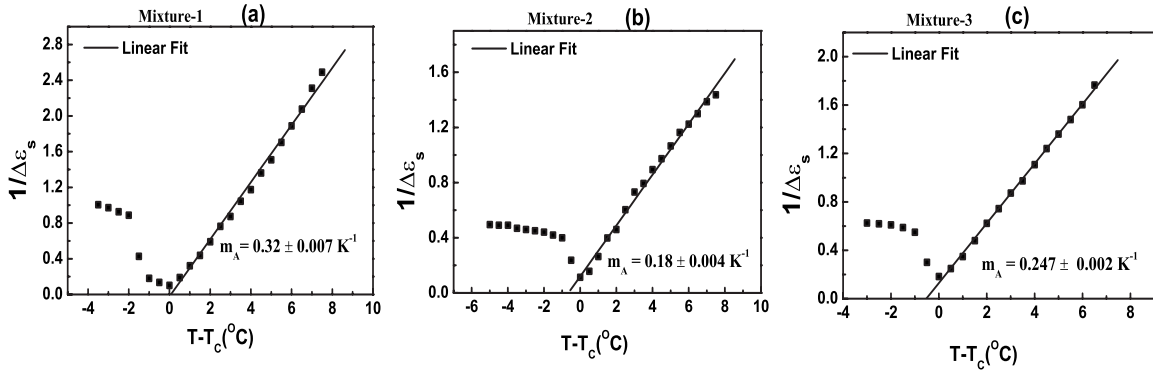 Mixture-1 (a)
Linear Fit
2.8
2.4
2.0
1.6
1.2
0.8
0.4
0.0
1/Δε_s
m_A = 0.32 ± 0.007 K^-1
-4 -2 0 2 4 6 8 10
T-T_C(^oC)
Mixture-2 (b)
Linear Fit
1.6
1.2
0.8
0.4
0.0
1/Δε_s
m_A = 0.18 ± 0.004 K^-1
-6 -4 -2 0 2 4 6 8 10
T-T_C(^oC)
Mixture-3 (c)
Linear Fit
2.0
1.6
1.2
0.8
0.4
0.0
1/Δε_s
m_A = 0.247 ± 0.002 K^-1
-4 -2 0 2 4 6 8
T-T_C(^oC)